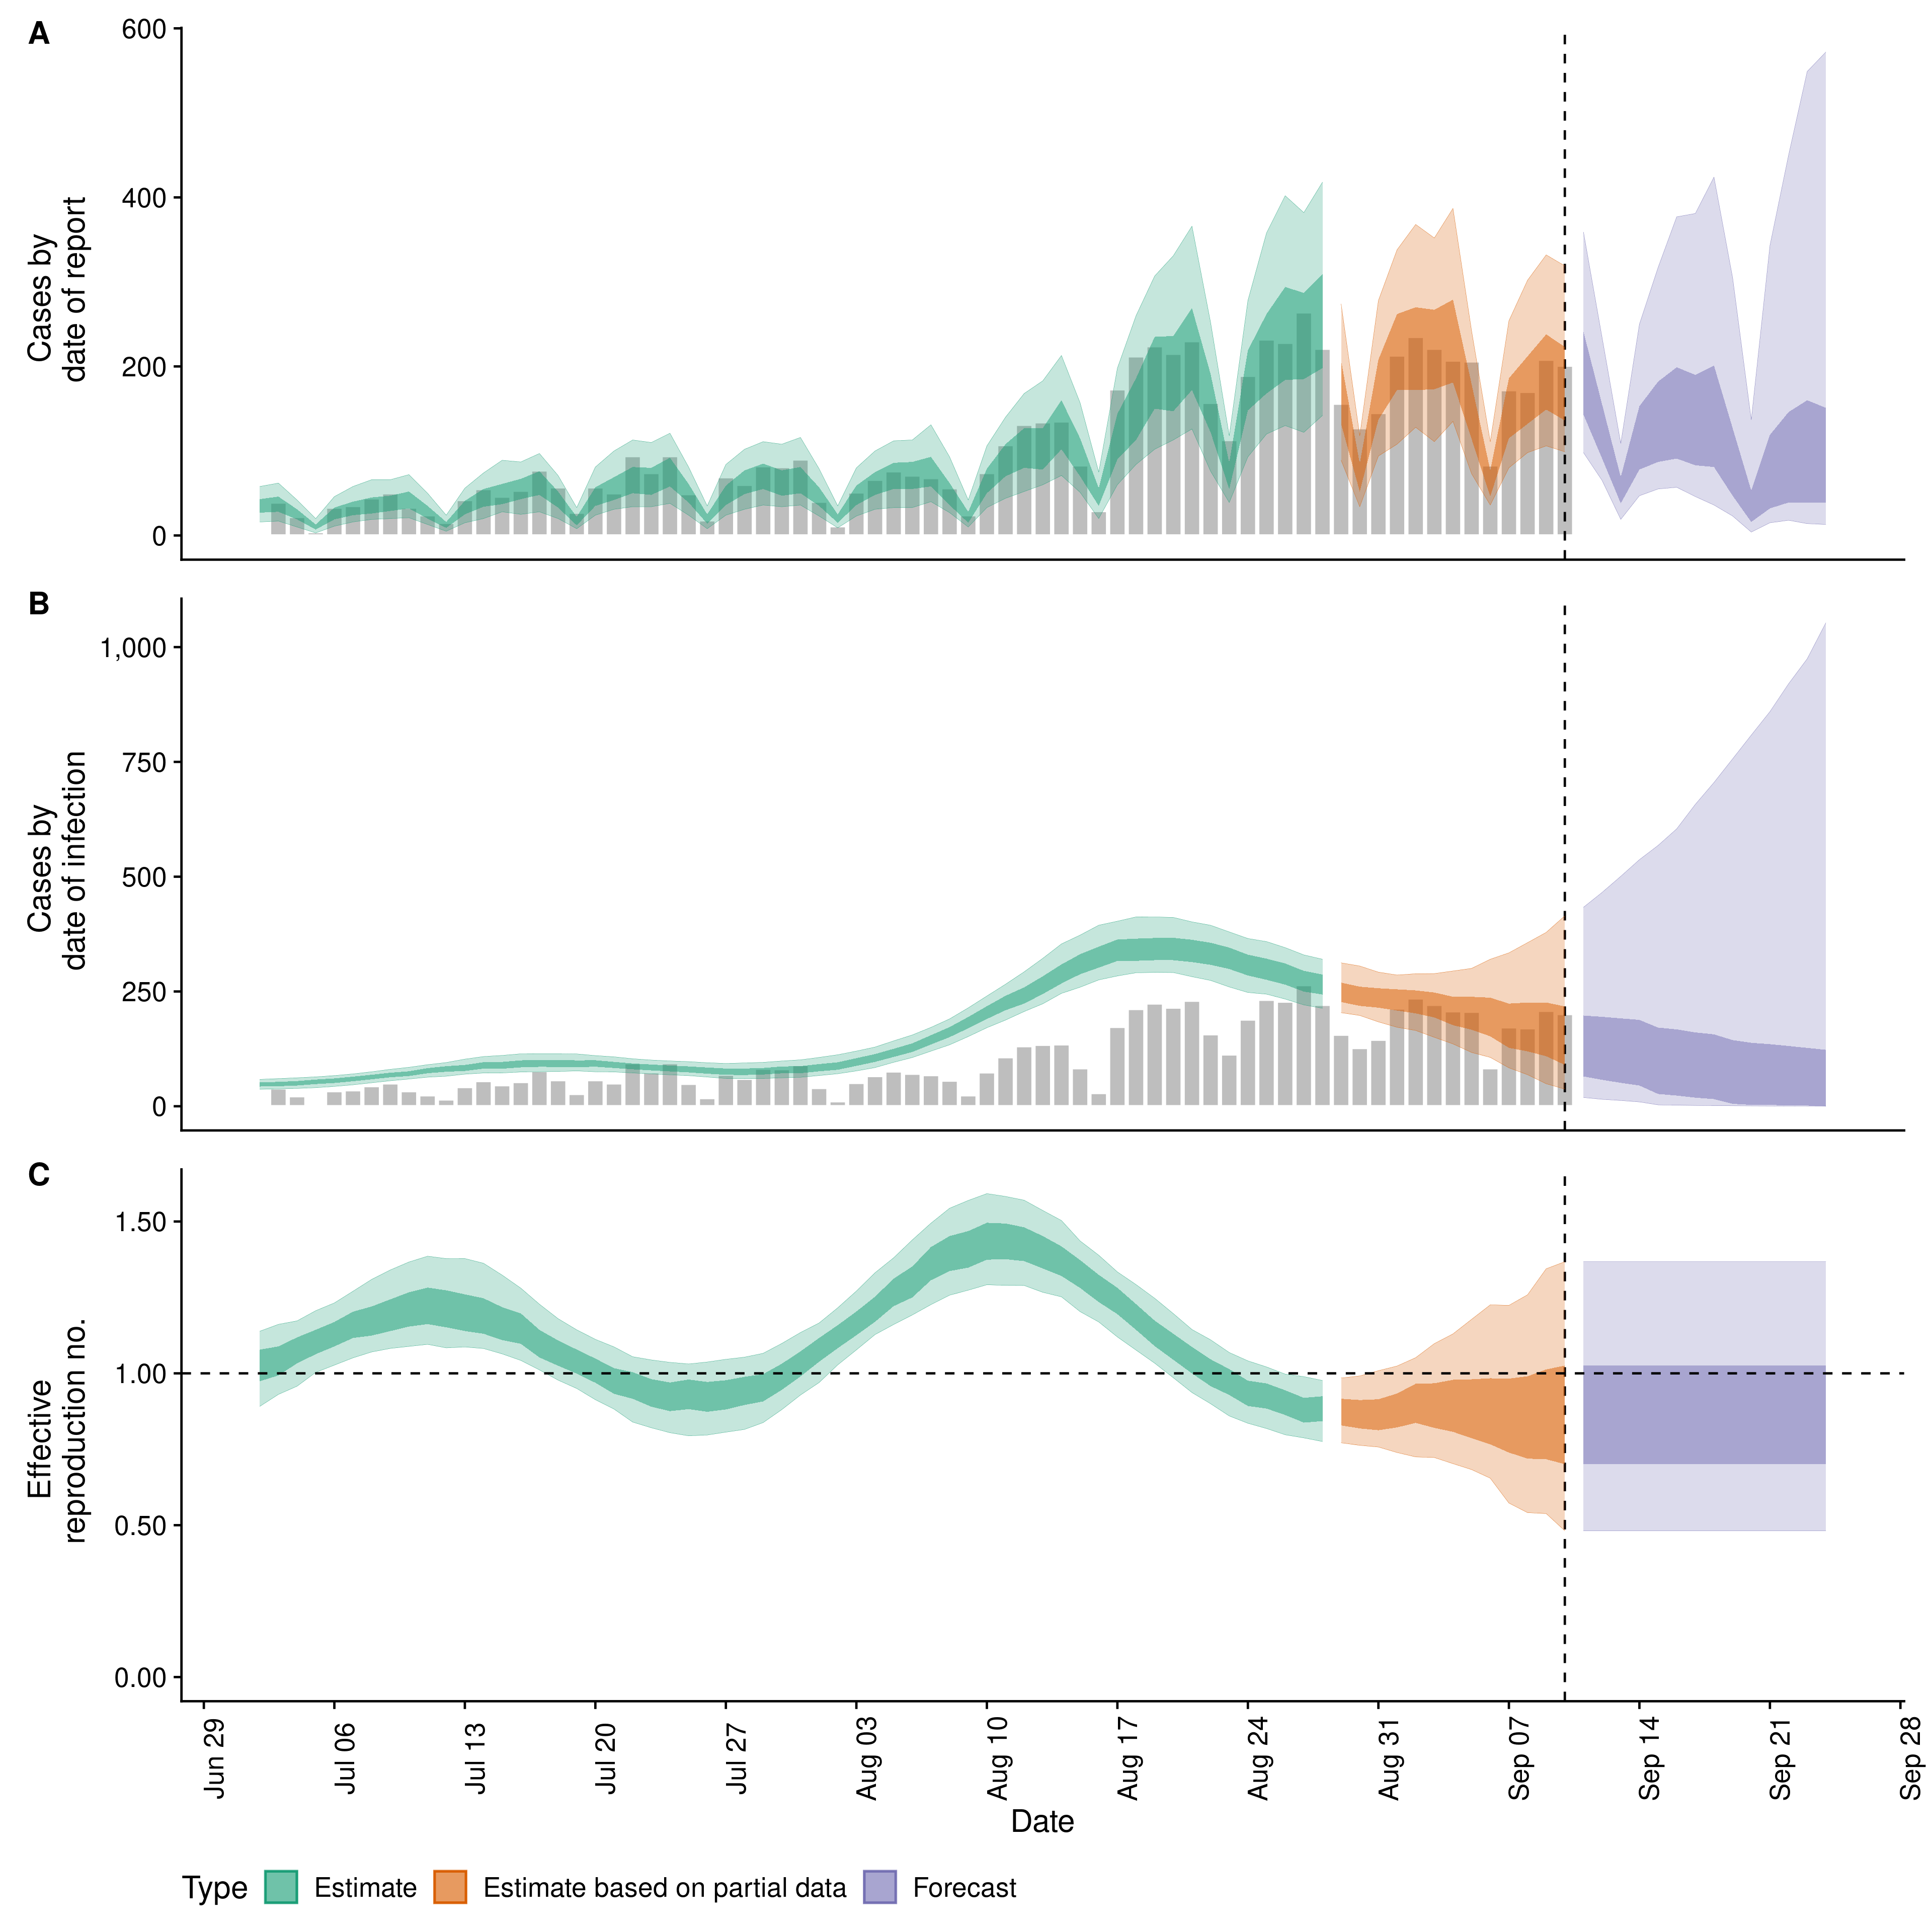 A
600
400
200
0
Cases by
date of report
B
1,000
750
500
250
0
Cases by
date of infection
C
1.50
1.00
0.50
0.00
Effective
reproduction no.
Jun 29
Jul 06
Jul 13
Jul 20
Jul 27
Aug 03
Aug 10
Aug 17
Aug 24
Aug 31
Sep 07
Sep 14
Sep 21
Sep 28
Date
Type Estimate Estimate based on partial data Forecast